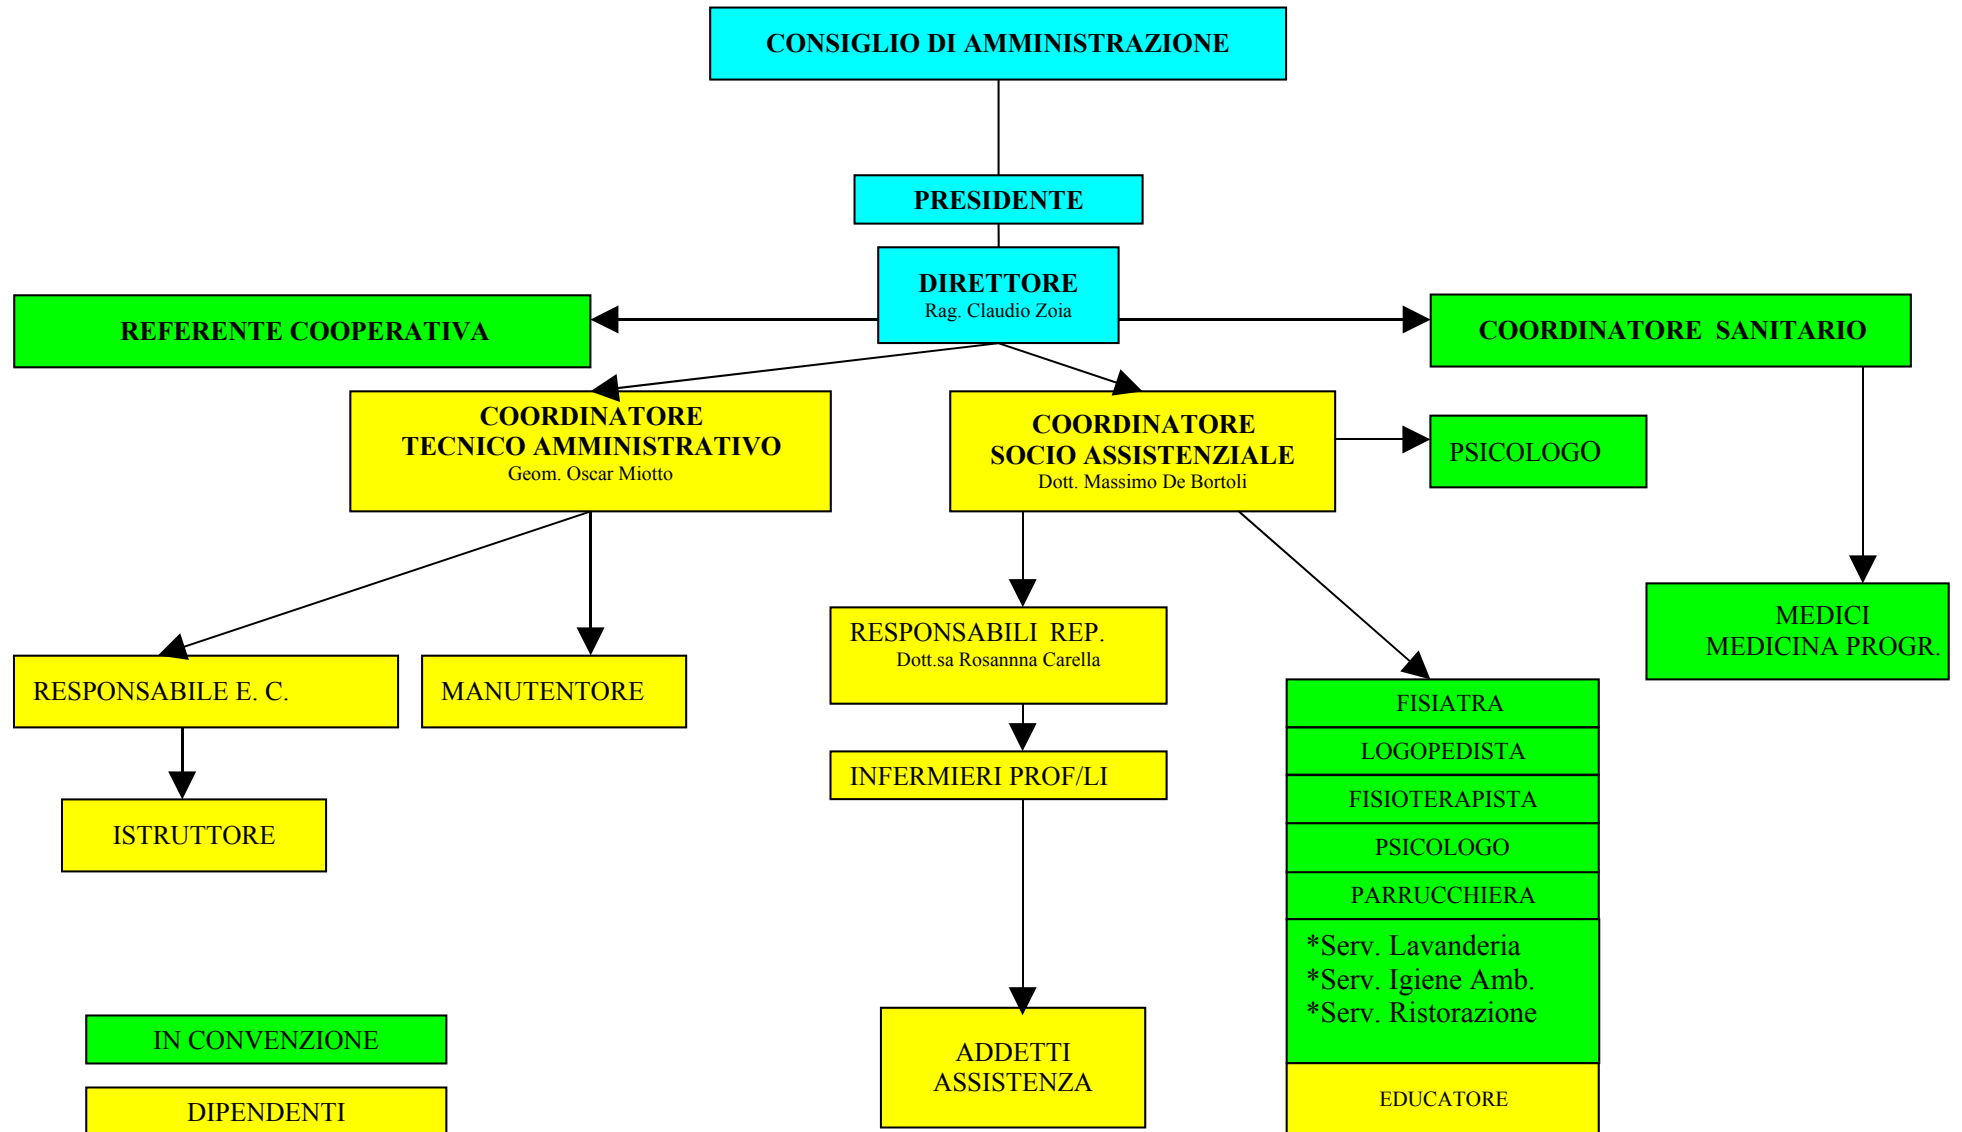 CONSIGLIO DI AMMINISTRAZIONE
PRESIDENTE
DIRETTORE
Rag. Claudio Zoia
REFERENTE COOPERATIVA
COORDINATORE SANITARIO
COORDINATORE
TECNICO AMMINISTRATIVO
Geom. Oscar Miotto
COORDINATORE
SOCIO ASSISTENZIALE
Dott. Massimo De Bortoli
PSICOLOGO
MEDICI
MEDICINA PROGR.
RESPONSABILI REP.
Dott.sa Rosannna Carella
RESPONSABILE E. C.
MANUTENTORE
INFERMIERI PROF/LI
ISTRUTTORE
FISIATRA
LOGOPEDISTA
FISIOTERAPISTA
PSICOLOGO
PARRUCCHIERA
*Serv. Lavanderia
*Serv. Igiene Amb.
*Serv. Ristorazione
EDUCATORE
ADDETTI
ASSISTENZA
IN CONVENZIONE
DIPENDENTI